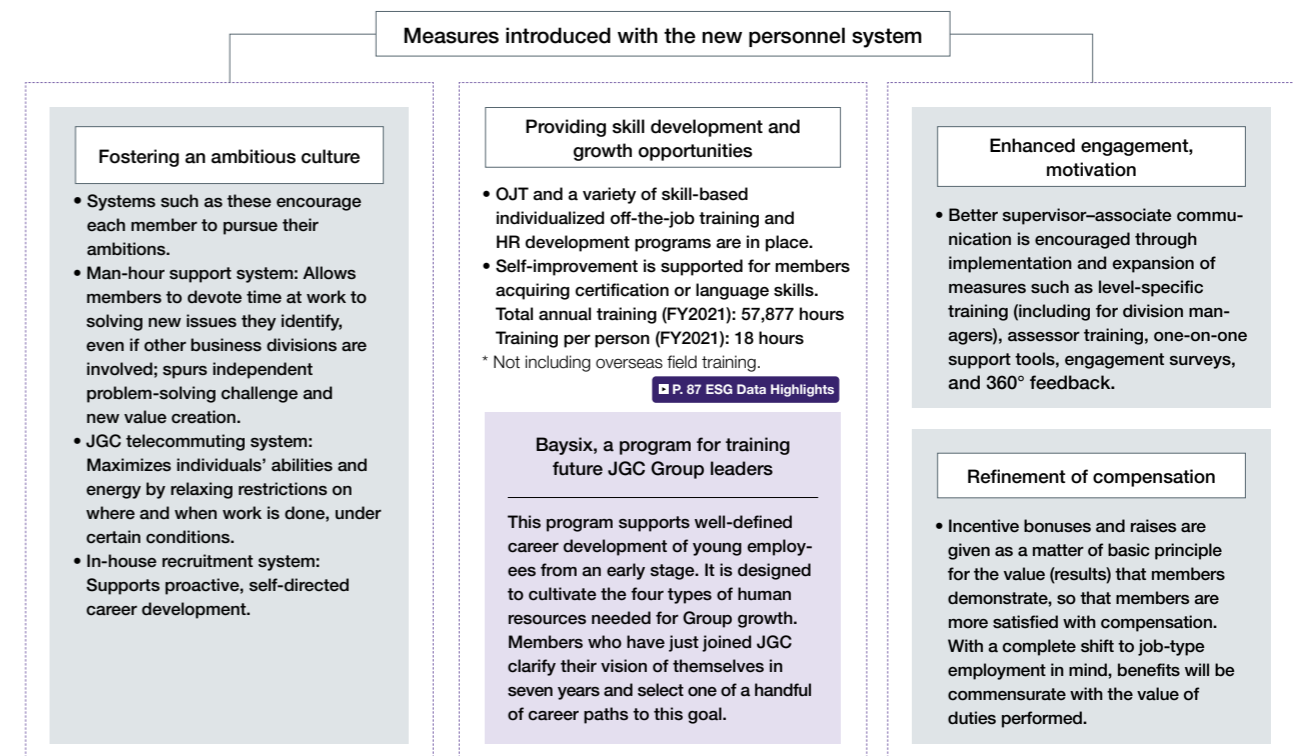 Measures introduced with the new personnel system
Fostering an ambitious culture
• Systems such as these encourage
each member to pursue their
ambitions.
• Man-hour support system: Allows
members to devote time at work to
solving new issues they identify,
even if other business divisions are
involved; spurs independent
problem-solving challenge and
new value creation.
• JGC telecommuting system:
Maximizes individuals’ abilities and
energy by relaxing restrictions on
where and when work is done, under
certain conditions.
• In-house recruitment system:
Supports proactive, self-directed
career development.
Providing skill development and
growth opportunities
• OJT and a variety of skill-based
individualized off-the-job training and
HR development programs are in place.
• Self-improvement is supported for members
acquiring certification or language skills.
Total annual training (FY2021): 57,877 hours
Training per person (FY2021): 18 hours
* Not including overseas field training.
P. 87 ESG Data Highlights
Baysix, a program for training
future JGC Group leaders
This program supports well-defined
career development of young employ-
ees from an early stage. It is designed
to cultivate the four types of human
resources needed for Group growth.
Members who have just joined JGC
clarify their vision of themselves in
seven years and select one of a handful
of career paths to this goal.
Enhanced engagement,
motivation
• Better supervisor–associate commu-
nication is encouraged through
implementation and expansion of
measures such as level-specific
training (including for division man-
agers), assessor training, one-on-one
support tools, engagement surveys,
and 360° feedback.
Refinement of compensation
• Incentive bonuses and raises are
given as a matter of basic principle
for the value (results) that members
demonstrate, so that members are
more satisfied with compensation.
With a complete shift to job-type
employment in mind, benefits will be
commensurate with the value of
duties performed.